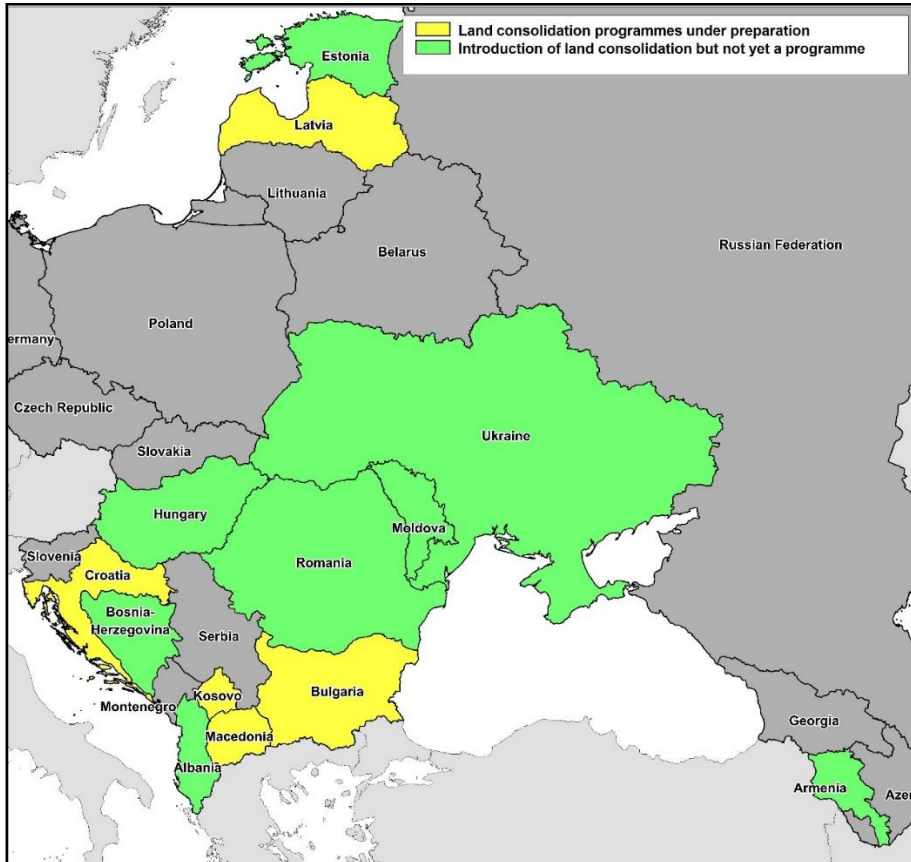 Land consolidation programmes under preparation
Introduction of land consolidation but not yet a programme
Estonia
Latvia
Lithuania
Russian Federation
Belarus
Poland
ermany
Czech Republic
Ukraine
Slovakia
Hungary
Moldova
Slovenia
Romania
Croatia
Bosnia-
Herzegovina
Serbia
Kosovo
Bulgaria
Montenegro
Macedonia
Georgia
Albania
Armenia
Azer